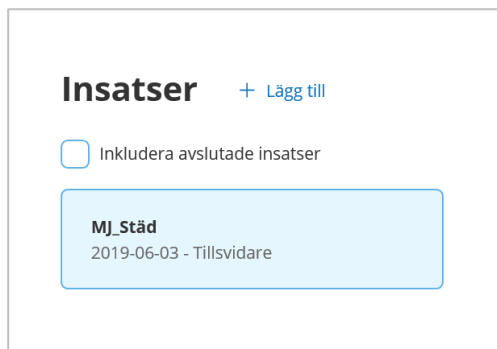 Insatser
+ Lägg till
Inkludera avslutade insatser
MJ_Städ
2019-06-03 - Tillsvidare